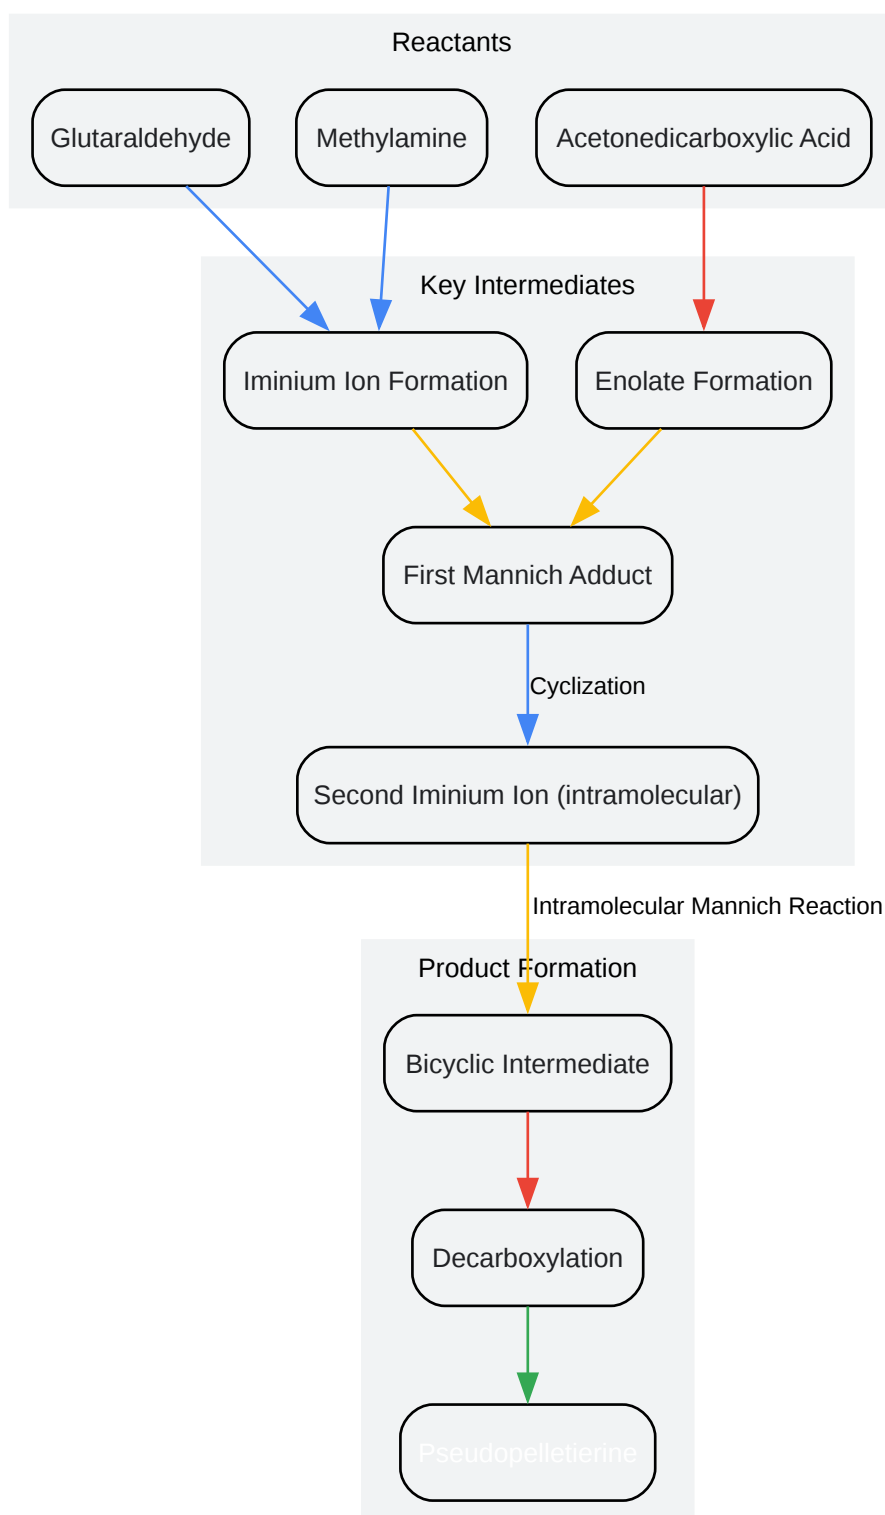 Reactants
Glutaraldehyde
Methylamine
Acetonedicarboxylic Acid
Key Intermediates
Iminium Ion Formation
Enolate Formation
First Mannich Adduct
Cyclization
Second Iminium Ion (intramolecular)
Intramolecular Mannich Reaction
Product Formation
Bicyclic Intermediate
Decarboxylation
Pseudopelletierine